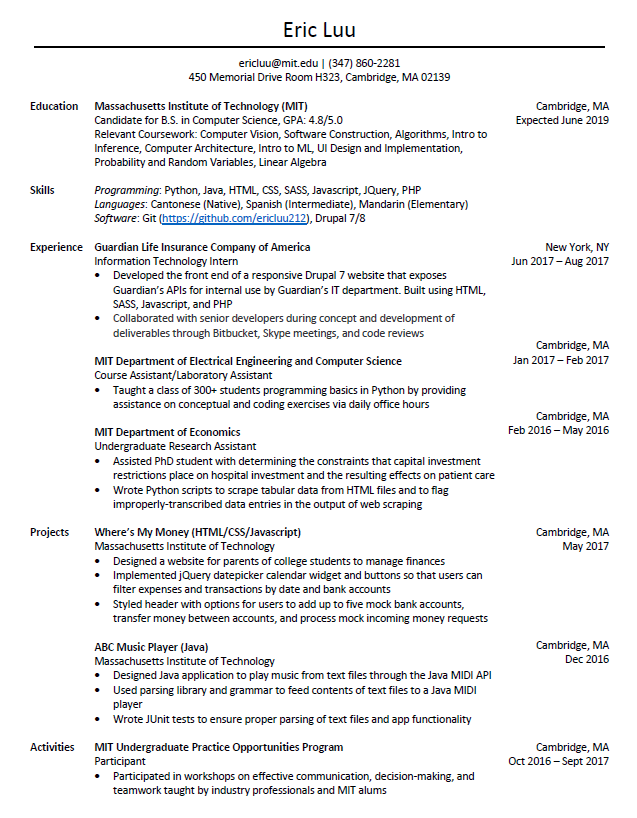 Eric Luu
ericluu@mit.edu | (347) 860-2281
450 Memorial Drive Room H323, Cambridge, MA 02139
Education Massachusetts Institute of Technology (MIT) Cambridge, MA
Candidate for B.S. in Computer Science, GPA: 4.8/5.0 Expected June 2019
Relevant Coursework: Computer Vision, Software Construction, Algorithms, Intro to
Inference, Computer Architecture, Intro to ML, UI Design and Implementation,
Probability and Random Variables, Linear Algebra
Skills Programming: Python, Java, HTML, CSS, SASS, Javascript, JQuery, PHP
Languages: Cantonese (Native), Spanish (Intermediate), Mandarin (Elementary)
Software: Git (https://github.com/ericluu212), Drupal 7/8
Experience Guardian Life Insurance Company of America New York, NY
Information Technology Intern Jun 2017 – Aug 2017
• Developed the front end of a responsive Drupal 7 website that exposes
Guardian's APIs for internal use by Guardian's IT department. Built using HTML,
SASS, Javascript, and PHP
• Collaborated with senior developers during concept and development of
deliverables through Bitbucket, Skype meetings, and code reviews
Cambridge, MA
MIT Department of Electrical Engineering and Computer Science Jan 2017 – Feb 2017
Course Assistant/Laboratory Assistant
• Taught a class of 300+ students programming basics in Python by providing
assistance on conceptual and coding exercises via daily office hours
Cambridge, MA
MIT Department of Economics Feb 2016 – May 2016
Undergraduate Research Assistant
• Assisted PhD student with determining the constraints that capital investment
restrictions place on hospital investment and the resulting effects on patient care
• Wrote Python scripts to scrape tabular data from HTML files and to flag
improperly-transcribed data entries in the output of web scraping
Projects Where's My Money (HTML/CSS/Javascript) Cambridge, MA
Massachusetts Institute of Technology May 2017
• Designed a website for parents of college students to manage finances
• Implemented jQuery datepicker calendar widget and buttons so that users can
filter expenses and transactions by date and bank accounts
• Styled header with options for users to add up to five mock bank accounts,
transfer money between accounts, and process mock incoming money requests
ABC Music Player (Java) Cambridge, MA
Massachusetts Institute of Technology Dec 2016
• Designed Java application to play music from text files through the Java MIDI API
• Used parsing library and grammar to feed contents of text files to a Java MIDI
player
• Wrote JUnit tests to ensure proper parsing of text files and app functionality
Activities MIT Undergraduate Practice Opportunities Program Cambridge, MA
Participant Oct 2016 – Sept 2017
• Participated in workshops on effective communication, decision-making, and
teamwork taught by industry professionals and MIT alums